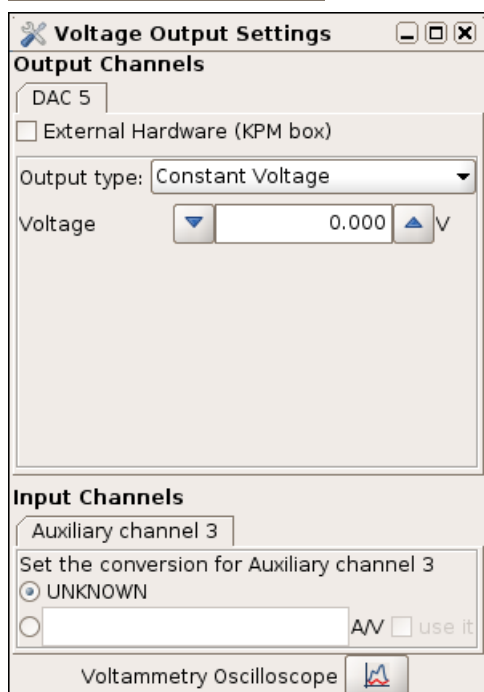 Voltage Output Settings
Output Channels
DAC 5
External Hardware (KPM box)
Output type: Constant Voltage
Voltage 0.000 V
Input Channels
Auxiliary channel 3
Set the conversion for Auxiliary channel 3
UNKNOWN
A/V use it
Voltammetry Oscilloscope